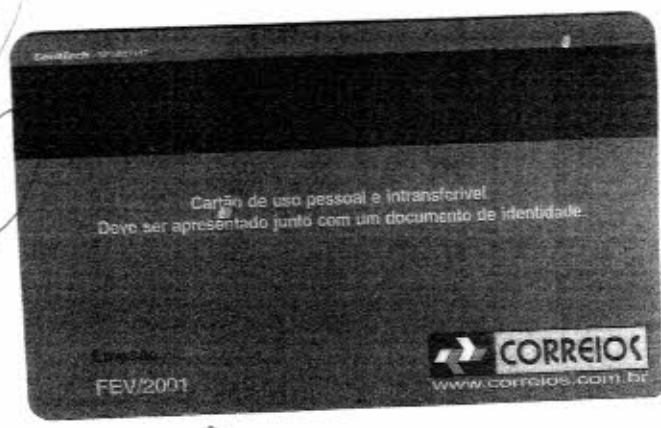 Cartão de uso pessoal e intransferível
Deve ser apresentado junto com um documento de identidade.
Emissão
FEV/2001
CORREIOS
www.correios.com.br